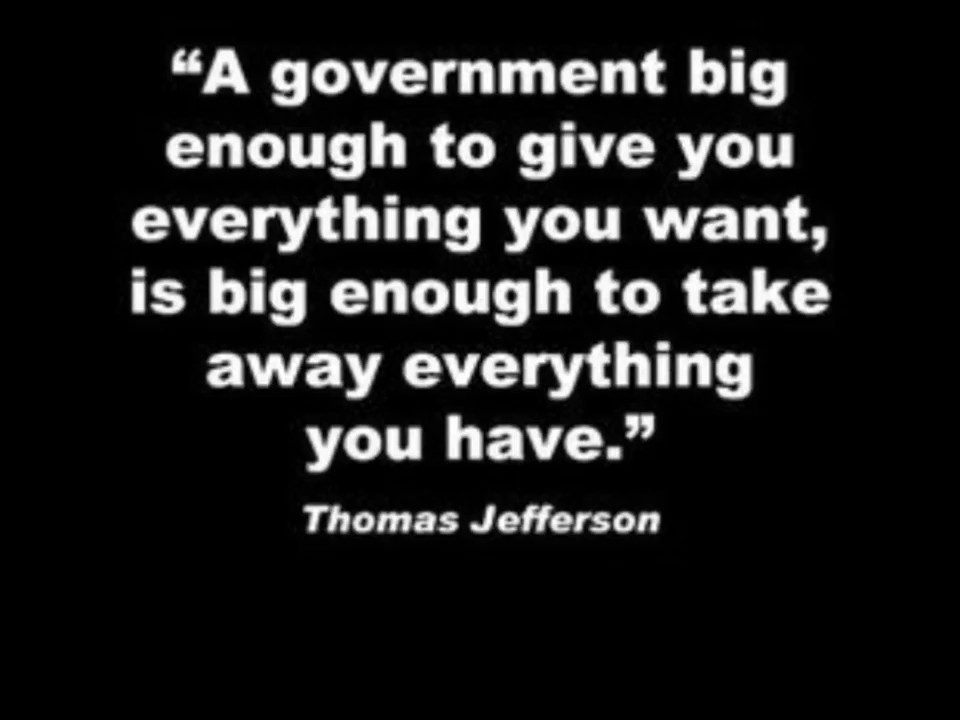 “A government big
enough to give you
everything you want,
is big enough to take
away everything
you have.”
Thomas Jefferson